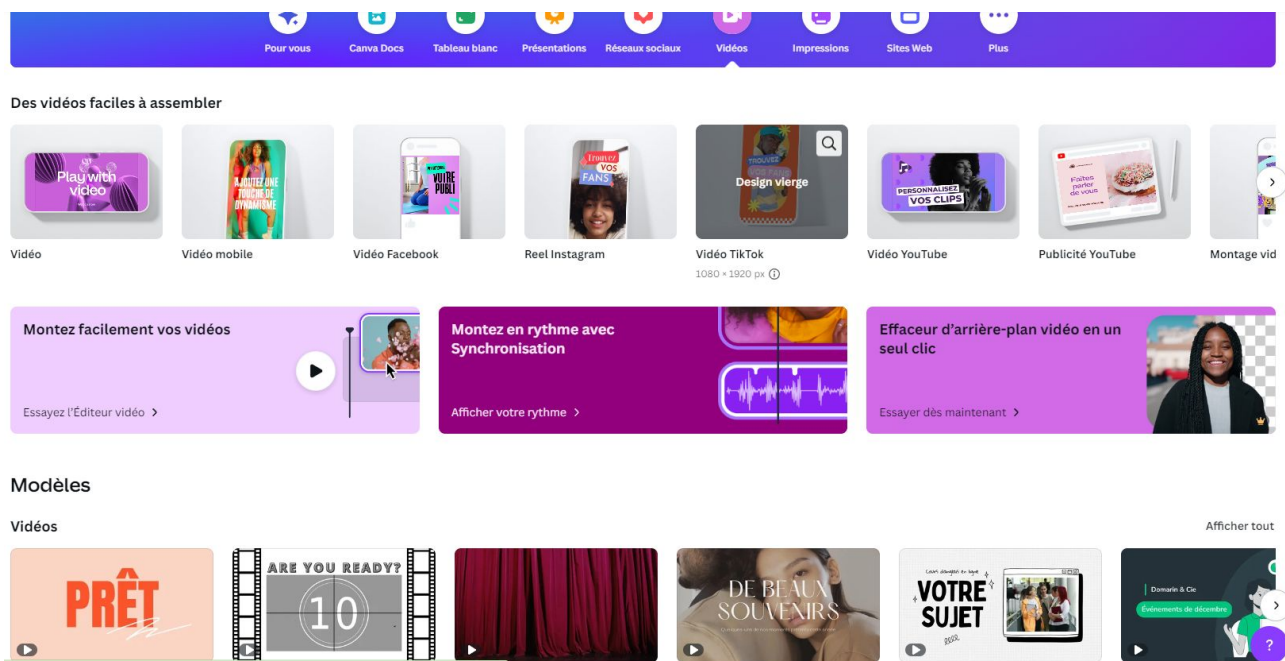 Pour vous
Canva Docs
Tableau blanc
Présentations
Réseaux sociaux
Vidéos
Impressions
Sites Web
Plus
Des vidéos faciles à assembler
Play with
video
AJOUTEZ UNE
TOUCHE DE
DYNAMISME
VOTRE
PUBLI
Trouvez
VOS
FANS
TROUVEZ
Design vierge
PERSONNALISEZ
VOS CLIPS
Faites
parler
de vous
Vidéo
Vidéo mobile
Vidéo Facebook
Reel Instagram
Vidéo TikTok
Vidéo YouTube
Publicité YouTube
Montage vid
1080 × 1920 px
Montez facilement vos vidéos
Essayez l'Éditeur vidéo >
Montez en rythme avec
Synchronisation
Afficher votre rythme >
Effaceur d'arrière-plan vidéo en un
seul clic
Essayer dès maintenant >
Modèles
Vidéos
Afficher tout
PRÊT
ARE YOU READY?
10
DE BEAUX
SOUVENIRS
VOTRE
SUJET
Domarin & Cie
Événements de décembre
?